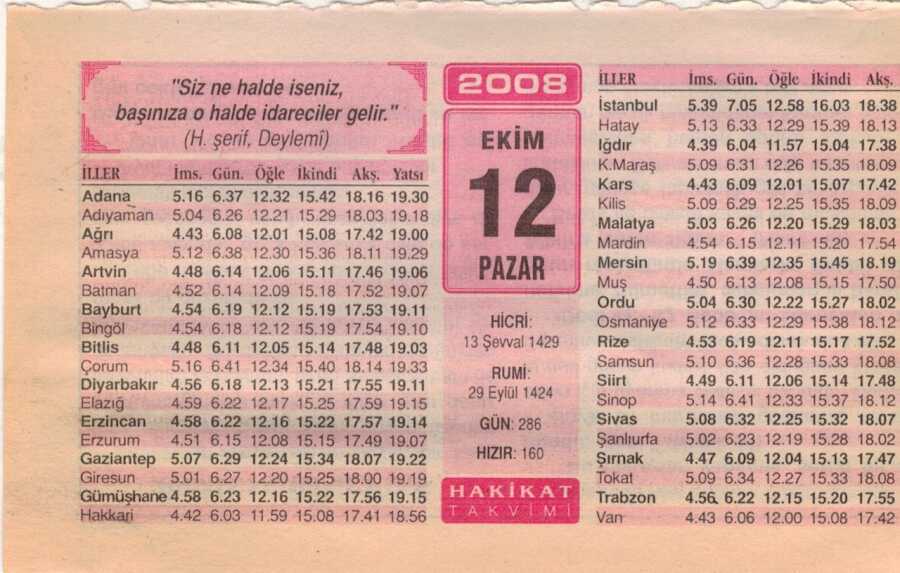 "Siz ne halde iseniz,
başınıza o halde idareciler gelir."
(H. şerif, Deylemî)
İLLER İms. Gün. Öğle İkindi Akş. Yatsı
Adana 5.16 6.37 12.32 15.42 18.16 19.30
Adıyaman 5.04 6.26 12.21 15.29 18.03 19.18
Ağrı 4.43 6.08 12.01 15.08 17.42 19.00
Amasya 5.12 6.38 12.30 15.36 18.11 19.29
Artvin 4.48 6.14 12.06 15.11 17.46 19.06
Batman 4.52 6.14 12.09 15.18 17.52 19.07
Bayburt 4.54 6.19 12.12 15.19 17.53 19.11
Bingöl 4.54 6.18 12.12 15.19 17.54 19.10
Bitlis 4.48 6.11 12.05 15.14 17.48 19.03
Çorum 5.16 6.41 12.34 15.40 18.14 19.33
Diyarbakır 4.56 6.18 12.13 15.21 17.55 19.11
Elazığ 4.59 6.22 12.17 15.25 17.59 19.15
Erzincan 4.58 6.22 12.16 15.22 17.57 19.14
Erzurum 4.51 6.15 12.08 15.15 17.49 19.07
Gaziantep 5.07 6.29 12.24 15.34 18.07 19.22
Giresun 5.01 6.27 12.20 15.25 18.00 19.19
Gümüşhane 4.58 6.23 12.16 15.22 17.56 19.15
Hakkari 4.42 6.03 11.59 15.08 17.41 18.56
2008
EKİM
12
PAZAR
HİCRİ:
13 Şevval 1429
RUMİ:
29 Eylül 1424
GÜN: 286
HIZIR: 160
HAKİKAT
TAKVİMİ
İLLER İms. Gün. Öğle İkindi Akş.
İstanbul 5.39 7.05 12.58 16.03 18.38
Hatay 5.13 6.33 12.29 15.39 18.13
Iğdır 4.39 6.04 11.57 15.04 17.38
K.Maraş 5.09 6.31 12.26 15.35 18.09
Kars 4.43 6.09 12.01 15.07 17.42
Kilis 5.09 6.29 12.25 15.35 18.09
Malatya 5.03 6.26 12.20 15.29 18.03
Mardin 4.54 6.15 12.11 15.20 17.54
Mersin 5.19 6.39 12.35 15.45 18.19
Muş 4.50 6.13 12.08 15.15 17.50
Ordu 5.04 6.30 12.22 15.27 18.02
Osmaniye 5.12 6.33 12.29 15.38 18.12
Rize 4.53 6.19 12.11 15.17 17.52
Samsun 5.10 6.36 12.28 15.33 18.08
Siirt 4.49 6.11 12.06 15.14 17.48
Sinop 5.14 6.41 12.33 15.37 18.12
Sivas 5.08 6.32 12.25 15.32 18.07
Şanlıurfa 5.02 6.23 12.19 15.28 18.02
Şırnak 4.47 6.09 12.04 15.13 17.47
Tokat 5.09 6.34 12.27 15.33 18.08
Trabzon 4.56 6.22 12.15 15.20 17.55
Van 4.43 6.06 12.00 15.08 17.42